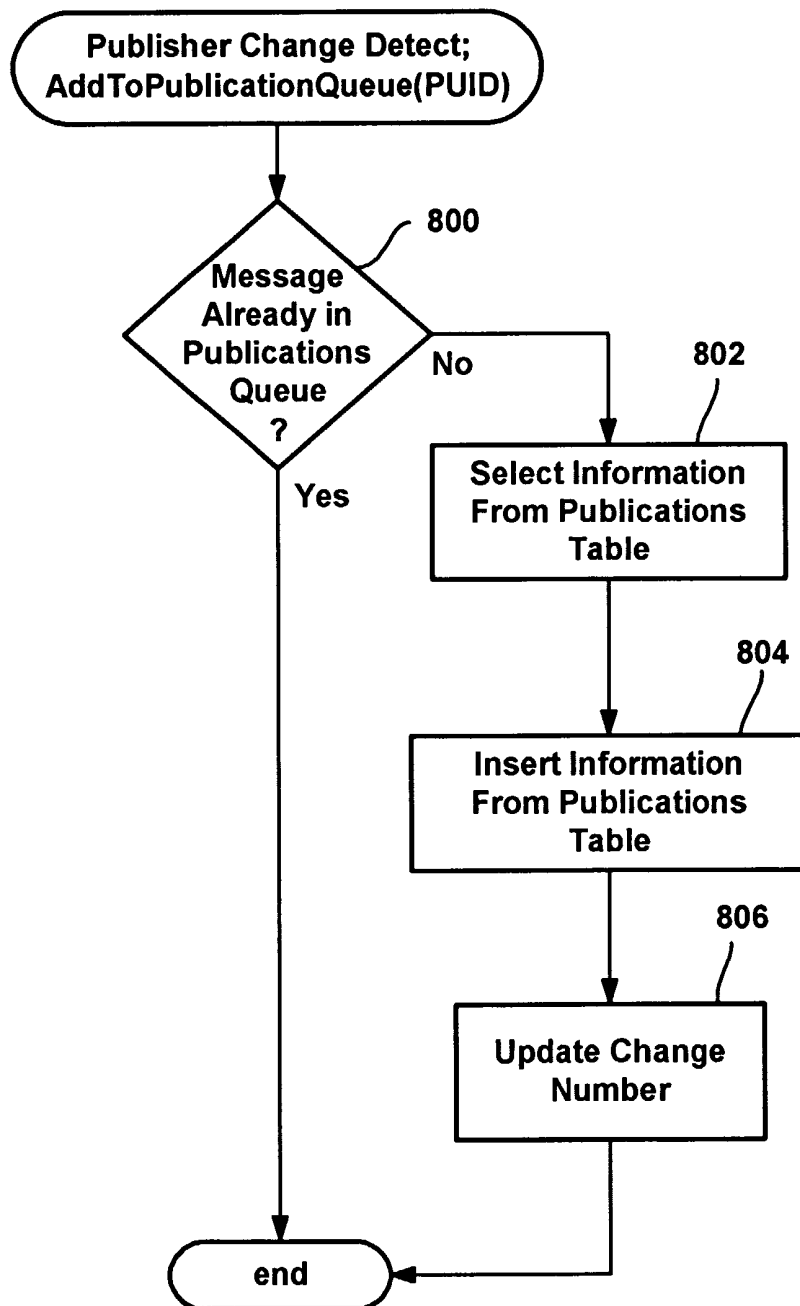 Publisher Change Detect;
AddToPublicationQueue(PUID)
800
Message
Already in
Publications
Queue
?
No
Yes
802
Select Information
From Publications
Table
804
Insert Information
From Publications
Table
806
Update Change
Number
end